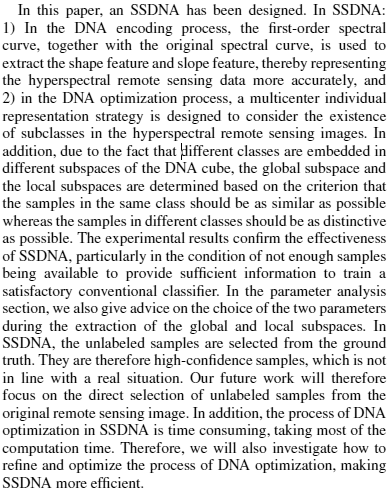 In this paper, an SSDNA has been designed. In SSDNA:
1) In the DNA encoding process, the first-order spectral
curve, together with the original spectral curve, is used to
extract the shape feature and slope feature, thereby representing
the hyperspectral remote sensing data more accurately, and
2) in the DNA optimization process, a multicenter individual
representation strategy is designed to consider the existence
of subclasses in the hyperspectral remote sensing images. In
addition, due to the fact that different classes are embedded in
different subspaces of the DNA cube, the global subspace and
the local subspaces are determined based on the criterion that
the samples in the same class should be as similar as possible
whereas the samples in different classes should be as distinctive
as possible. The experimental results confirm the effectiveness
of SSDNA, particularly in the condition of not enough samples
being available to provide sufficient information to train a
satisfactory conventional classifier. In the parameter analysis
section, we also give advice on the choice of the two parameters
during the extraction of the global and local subspaces. In
SSDNA, the unlabeled samples are selected from the ground
truth. They are therefore high-confidence samples, which is not
in line with a real situation. Our future work will therefore
focus on the direct selection of unlabeled samples from the
original remote sensing image. In addition, the process of DNA
optimization in SSDNA is time consuming, taking most of the
computation time. Therefore, we will also investigate how to
refine and optimize the process of DNA optimization, making
SSDNA more efficient.